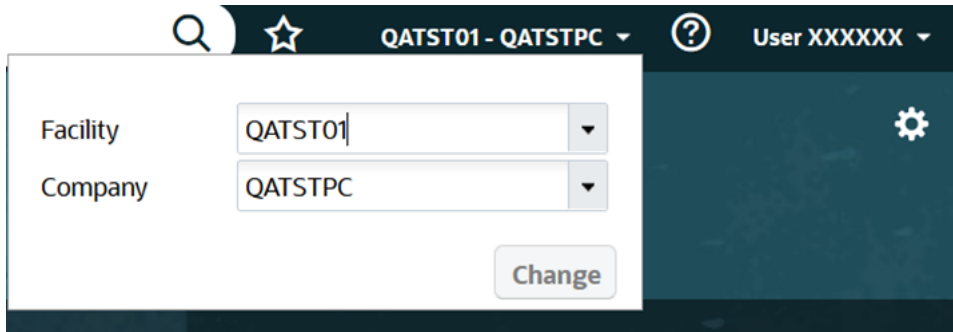 QATST01 - QATSTPC
User XXXXXX
Facility QATST01
Company QATSTPC
Change